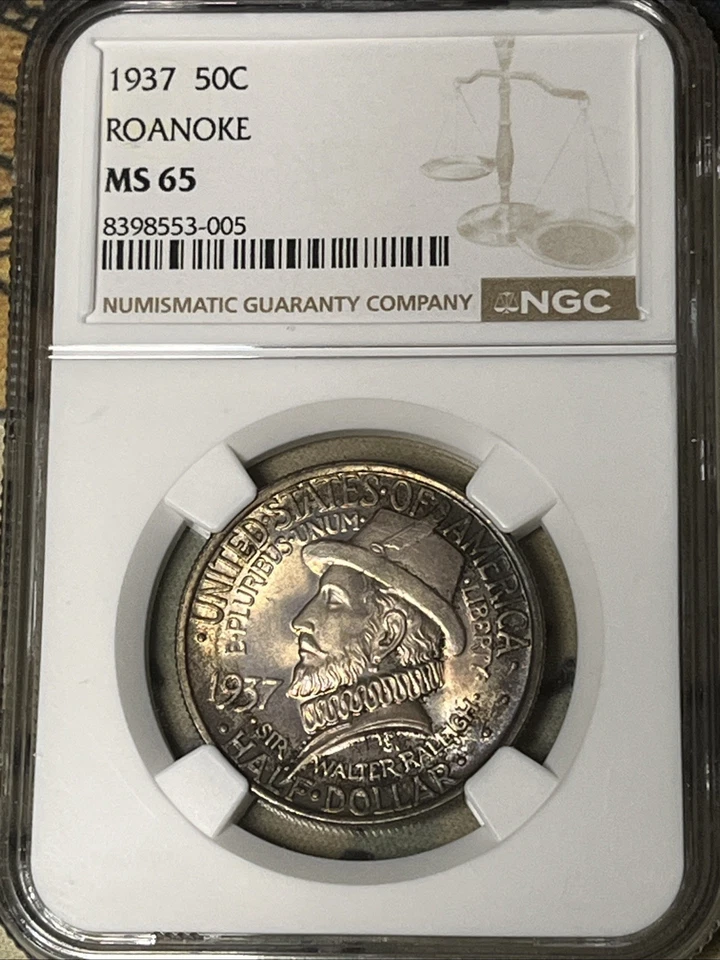 1937 50C
ROANOKE
MS 65
8398553-005
NUMISMATIC GUARANTY COMPANY NGC
UNITED·STATES·OF·AMERICA
E·PLURIBUS·UNUM·
LIBERTY
1937
·SIR·WALTER RALEIGH·
·HALF·DOLLAR·